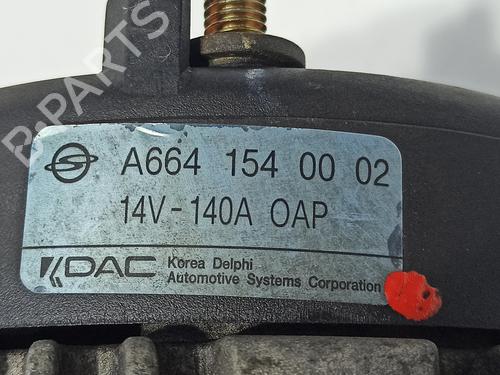 B-PARTS
A664 154 00 02
14V-140A OAP
KDAC Korea Delphi
Automotive Systems Corporation